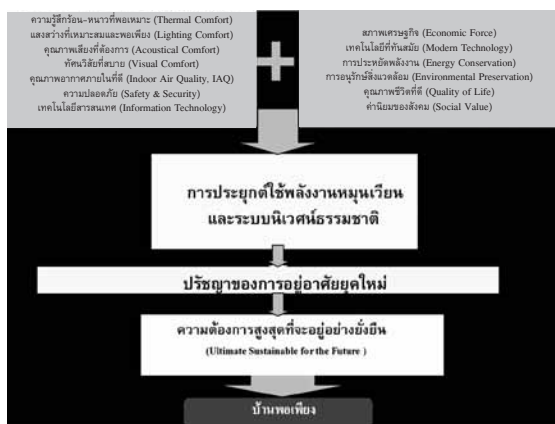 ความรู้สึกร้อน-หนาวที่พอเหมาะ (Thermal Comfort)
แสงสว่างที่เหมาะสมและพอเพียง (Lighting Comfort)
คุณภาพเสียงที่ต้องการ (Acoustical Comfort)
ทัศนวิสัยที่สบาย (Visual Comfort)
คุณภาพอากาศภายในที่ดี (Indoor Air Quality, IAQ)
ความปลอดภัย (Safety & Security)
เทคโนโลยีสารสนเทศ (Information Technology)
สภาพเศรษฐกิจ (Economic Force)
เทคโนโลยีที่ทันสมัย (Modern Technology)
การประหยัดพลังงาน (Energy Conservation)
การอนุรักษ์สิ่งแวดล้อม (Environmental Preservation)
คุณภาพชีวิตที่ดี (Quality of Life)
ค่านิยมของสังคม (Social Value)
การประยุกต์ใช้พลังงานหมุนเวียน
และระบบนิเวศน์ธรรมชาติ
ปรัชญาของการอยู่อาศัยยุคใหม่
ความต้องการสูงสุดที่จะอยู่อย่างยั่งยืน
(Ultimate Sustainable for the Future )
บ้านพอเพียง